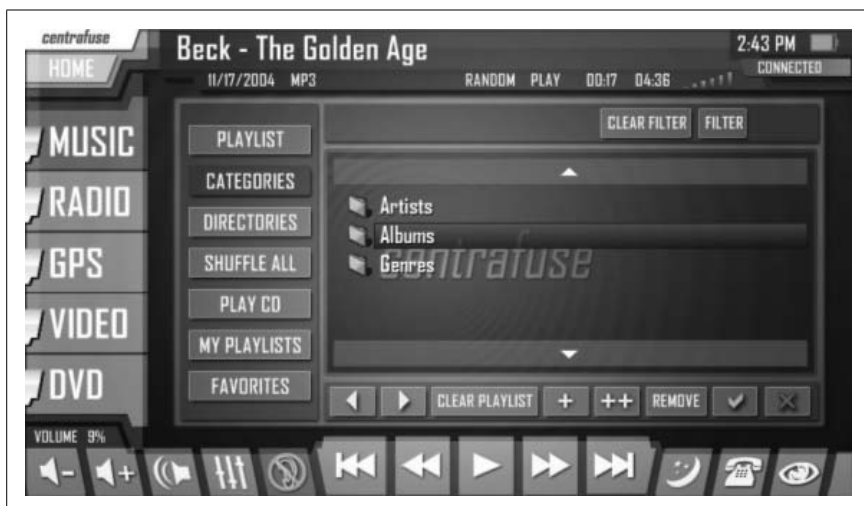 centrafuse
HOME
Beck - The Golden Age
2:43 PM
CONNECTED
11/17/2004 MP3 RANDOM PLAY 00:17 04:36
MUSIC
RADIO
GPS
VIDEO
DVD
PLAYLIST
CATEGORIES
DIRECTORIES
SHUFFLE ALL
PLAY CD
MY PLAYLISTS
FAVORITES
CLEAR FILTER FILTER
Artists
Albums
Genres
centrafuse
CLEAR PLAYLIST + ++ REMOVE
VOLUME 9%
- +